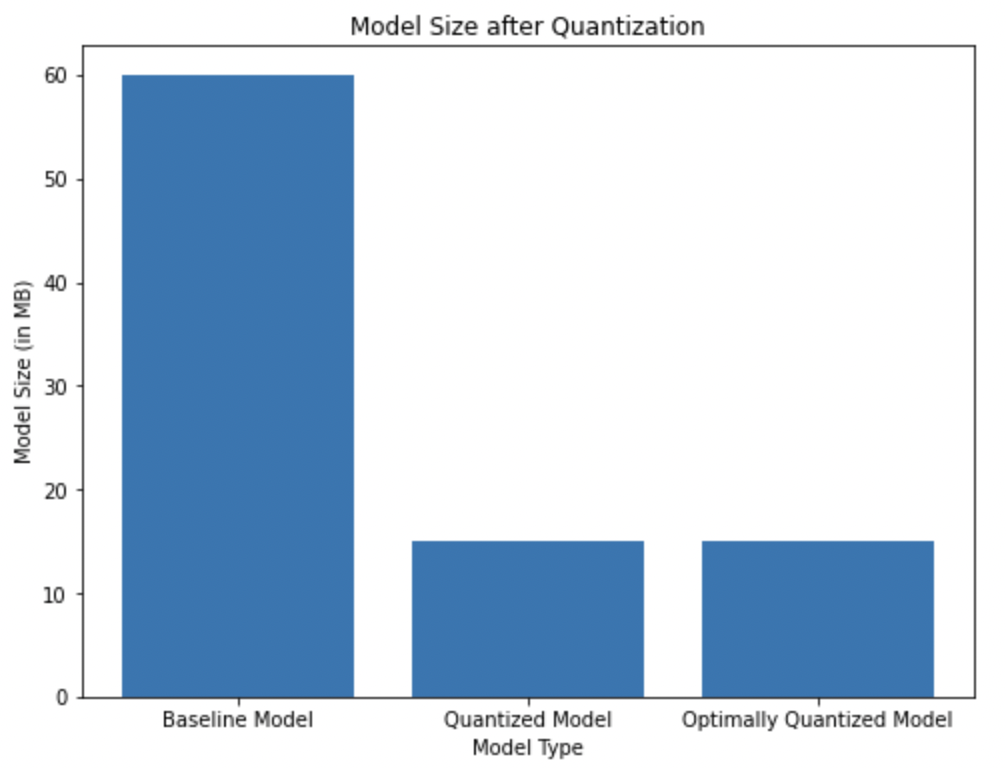 Model Size after Quantization
60
50
40
30
20
10
0
Model Size (in MB)
Baseline Model
Quantized Model
Optimally Quantized Model
Model Type